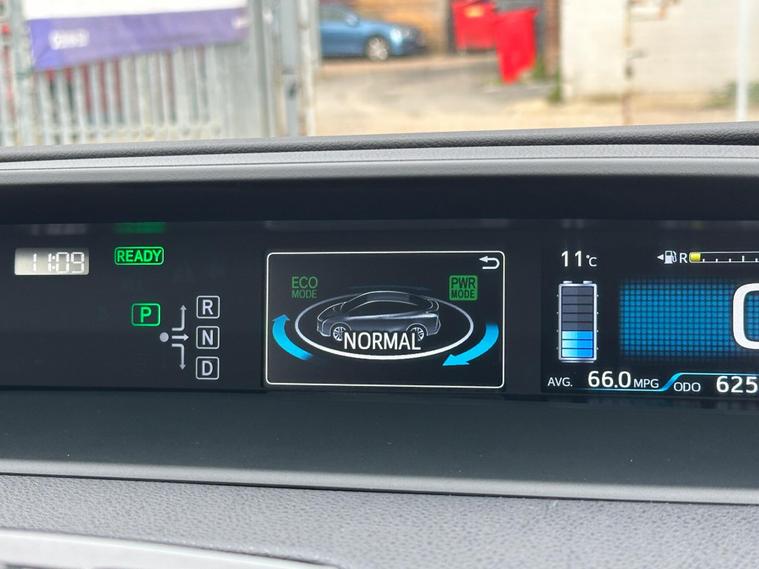 11:09
READY
P
R
N
D
ECO
MODE
PWR
MODE
NORMAL
11°C
R
AVG. 66.0 MPG
ODO 625